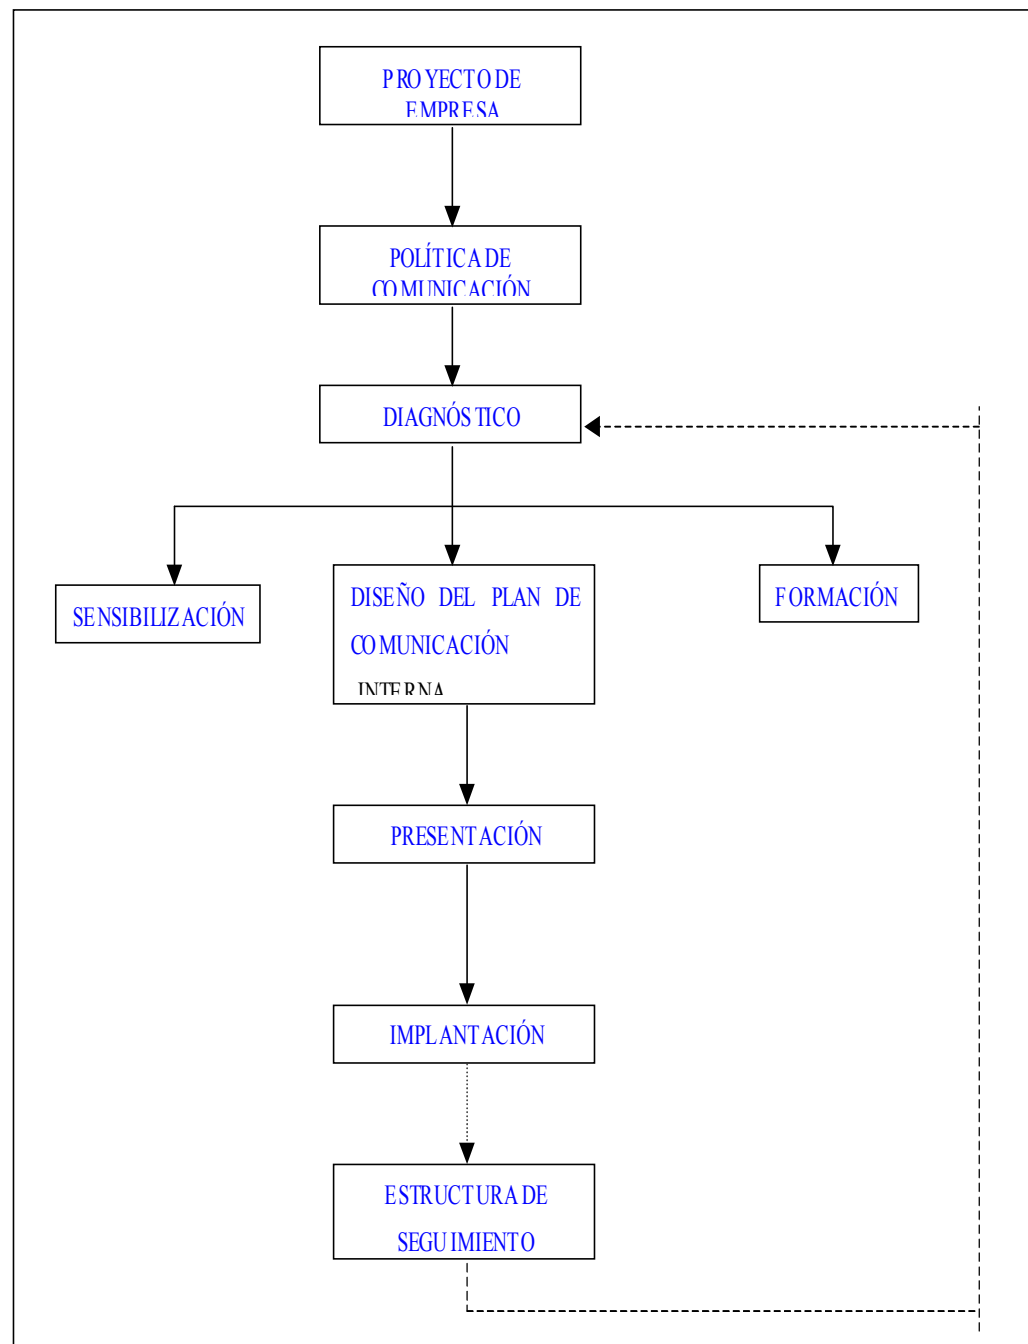 PROYECTO DE
EMPRESA
POLÍTICA DE
COMUNICACIÓN
DIAGNÓSTICO
SENSIBILIZACIÓN
DISEÑO DEL PLAN DE
COMUNICACIÓN
INTERNA
FORMACIÓN
PRESENTACIÓN
IMPLANTACIÓN
ESTRUCTURA DE
SEGUIMIENTO